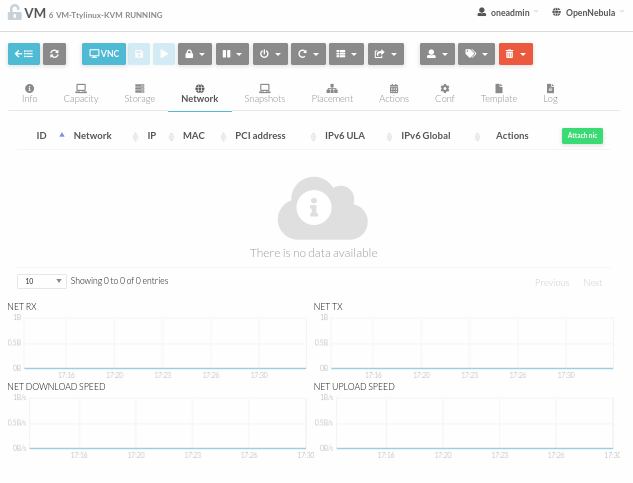 VM 6 VM-Ttylinux-KVM RUNNING
oneadmin OpenNebula
VNC
Info Capacity Storage Network Snapshots Placement Actions Conf Template Log
ID Network IP MAC PCI address IPv6 ULA IPv6 Global Actions Attach nic
There is no data available
10 Showing 0 to 0 of 0 entries Previous Next
NET RX NET TX
1B 1B
0.5B 0.5B
0B 0B
17:16 17:20 17:23 17:26 17:30 17:16 17:20 17:23 17:26 17:30
NET DOWNLOAD SPEED NET UPLOAD SPEED
1B/s 1B/s
0.5B/s 0.5B/s
0B/s 0B/s
17:16 17:20 17:23 17:26 17:30 17:16 17:20 17:23 17:26 17:30